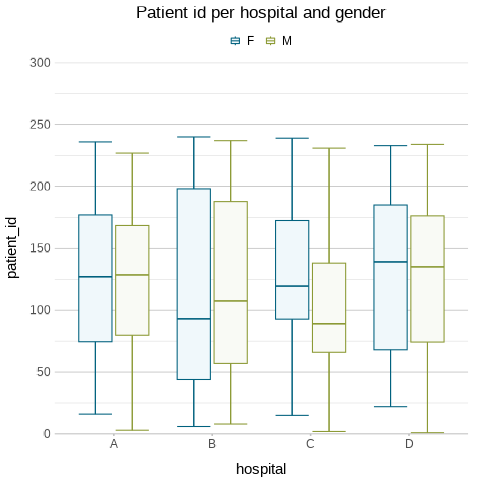 Patient id per hospital and gender
F M
300
250
200
150
100
50
0
patient_id
A B C D
hospital